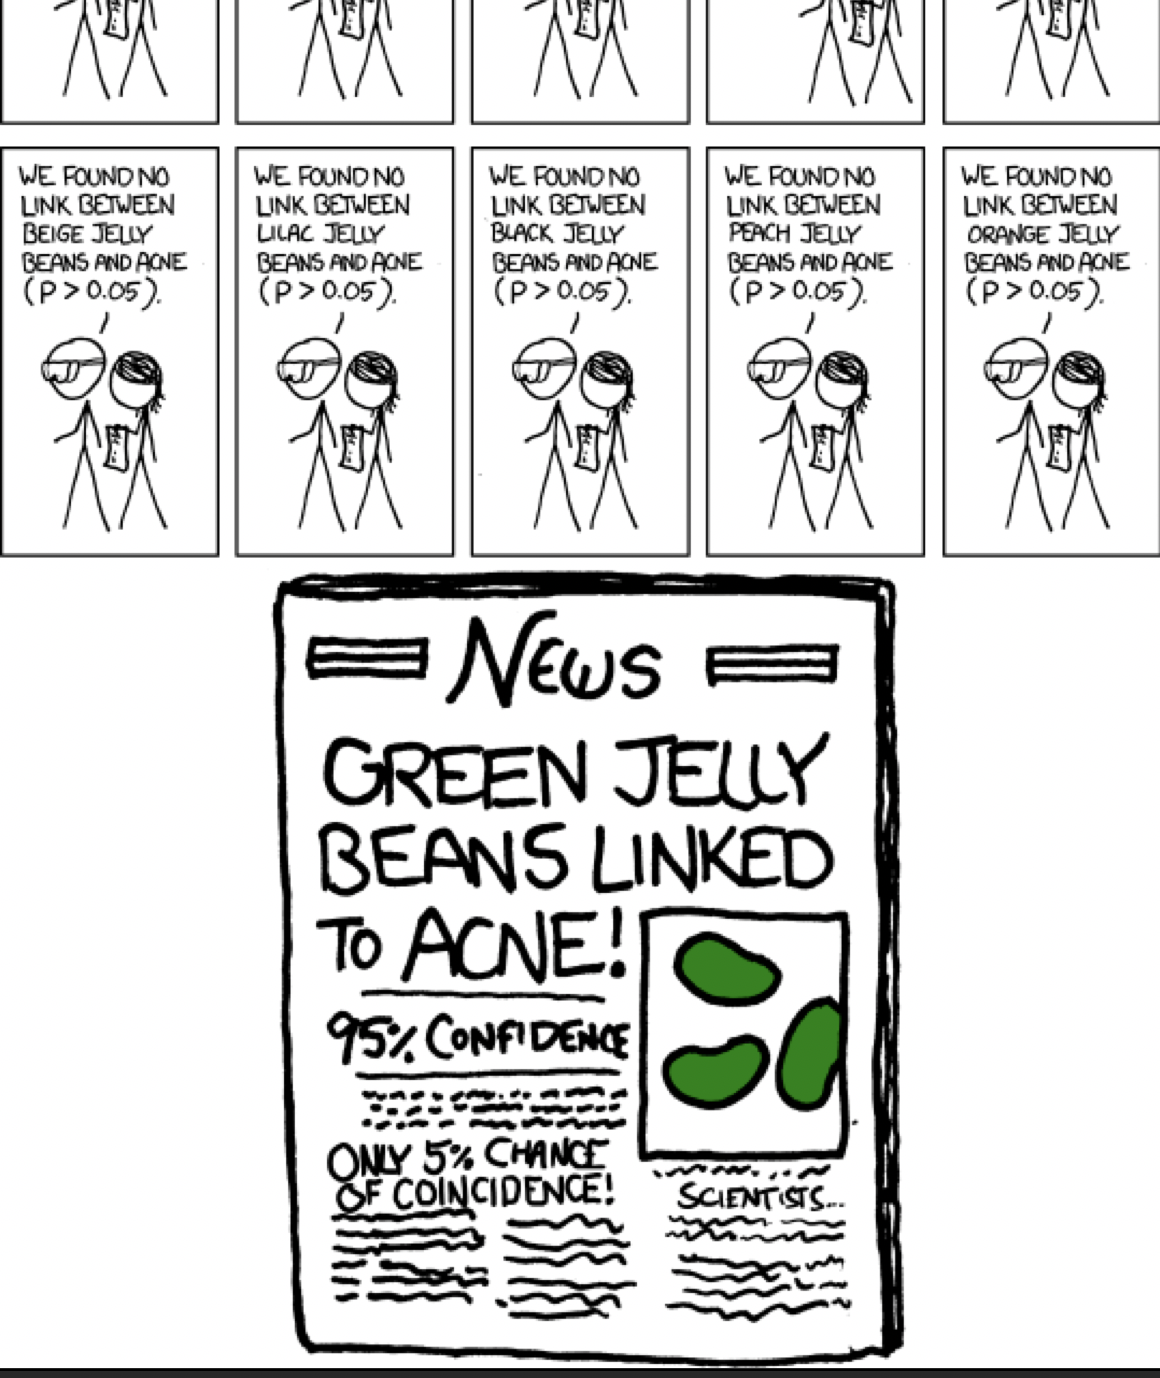 WE FOUND NO
LINK BETWEEN
BEIGE JELLY
BEANS AND ACNE
(P > 0.05).
WE FOUND NO
LINK BETWEEN
LILAC JELLY
BEANS AND ACNE
(P > 0.05).
WE FOUND NO
LINK BETWEEN
BLACK JELLY
BEANS AND ACNE
(P > 0.05).
WE FOUND NO
LINK BETWEEN
PEACH JELLY
BEANS AND ACNE
(P > 0.05).
WE FOUND NO
LINK BETWEEN
ORANGE JELLY
BEANS AND ACNE
(P > 0.05).
NEWS
GREEN JELLY
BEANS LINKED
TO ACNE!
95% CONFIDENCE
ONLY 5% CHANCE
OF COINCIDENCE!
SCIENTISTS...